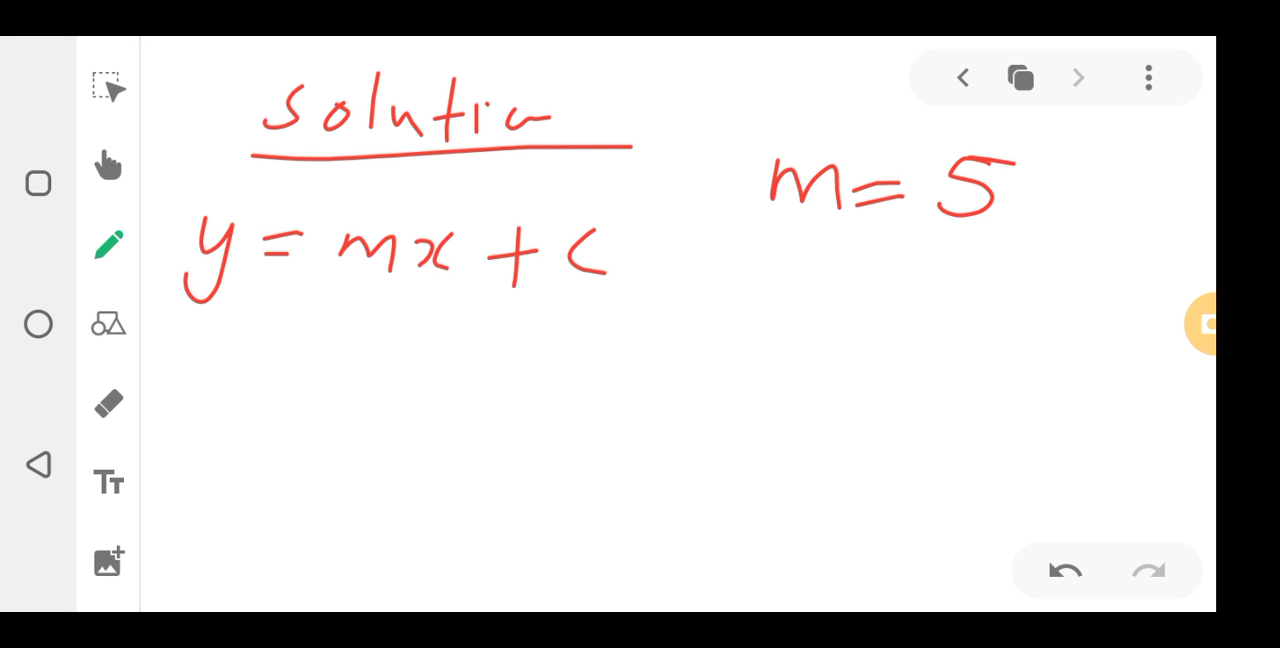 solutio
y = mx + c
m = 5